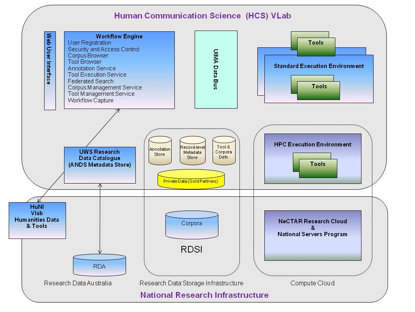 Human Communication Science (HCS) VLab
Web User Interface
Workflow Engine
User Registration
Security and Access Control
Corpus Browser
Tool Browser
Annotation Service
Tool Execution Service
Federated Search
Corpus Management Service
Tool Management Service
Workflow Capture
UIMA Data Bus
Tools
Standard Execution Environment
Tools
UWS Research
Data Catalogue
(ANDS Metadata Store)
Annotation
Store
Record-level
Metadata
Store
Tool &
Corpora
Defn
Private Data (Gold Partners)
HPC Execution Environment
Tools
HuNI
Vlab
Humanities Data
& Tools
Corpora
RDSI
NeCTAR Research Cloud
&
National Servers Program
RDA
Research Data Australia
Research Data Storage Infrastructure
Compute Cloud
National Research Infrastructure